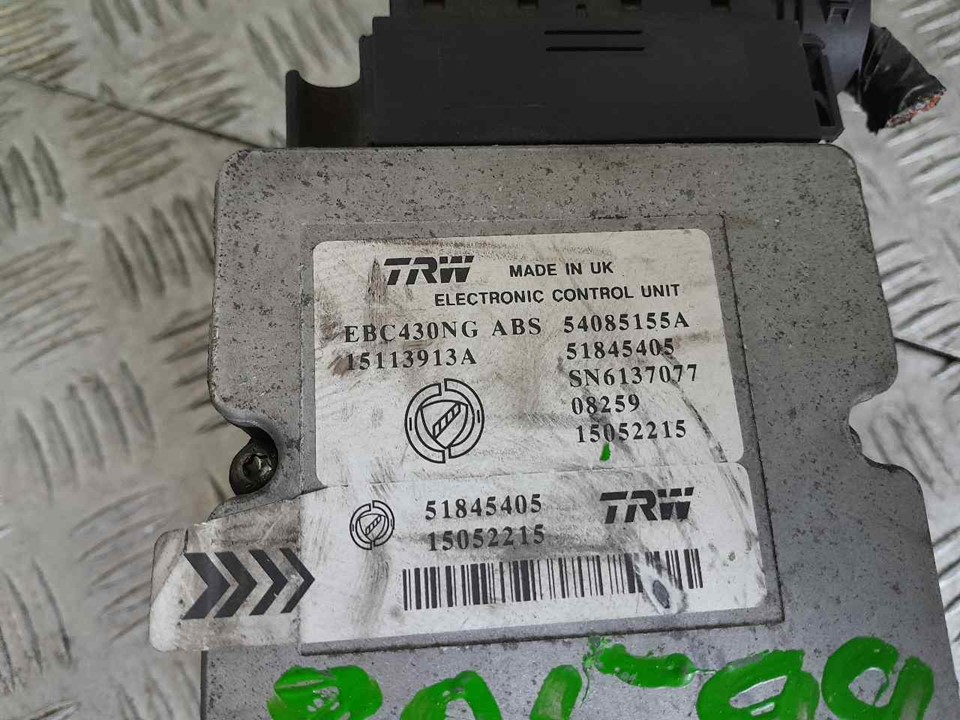 TRW MADE IN UK
ELECTRONIC CONTROL UNIT
EBC430NG ABS 54085155A
15113913A 51845405
SN6137077
08259
15052215
51845405 TRW
15052215